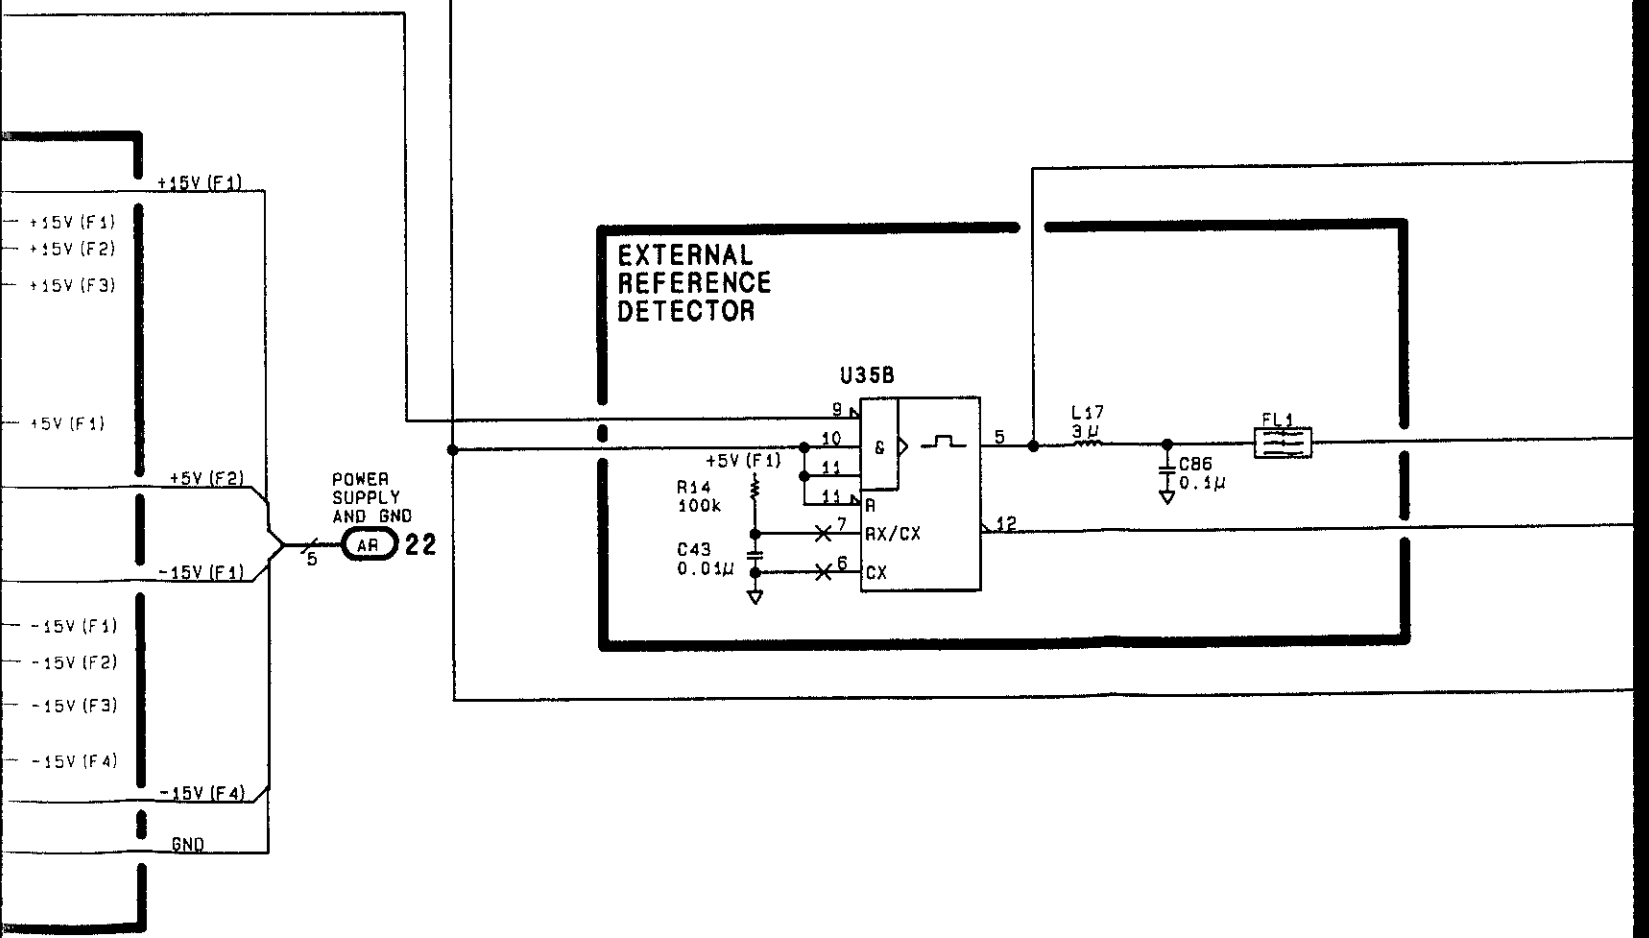 +15V(F1)
+15V(F1)
+15V(F2)
+15V(F3)
+5V(F1)
+5V(F2)
POWER
SUPPLY
AND GND
AR 22
5
-15V(F1)
-15V(F1)
-15V(F2)
-15V(F3)
-15V(F4)
-15V(F4)
GND
EXTERNAL
REFERENCE
DETECTOR
U35B
9
10
11
11
&
R
+5V(F1)
R14
100k
7
RX/CX
C43
0.01µ
6
CX
5
12
L17
3µ
C86
0.1µ
FL1